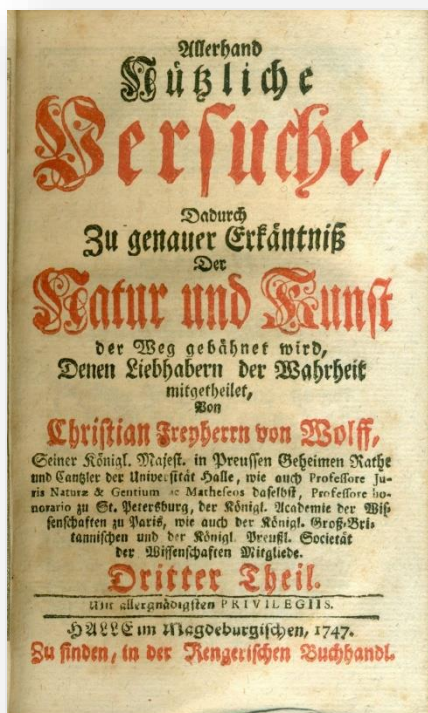 Allerhand
Nützliche
Versuche,
Dadurch
Zu genauer Erkäntniß
Der
Natur und Kunst
der Weg gebähnet wird,
Denen Liebhabern der Wahrheit
mitgetheilet,
Von
Christian Freyherrn von Wolff,
Seiner Königl. Majest. in Preussen Geheimen Rathe
und Cantzler der Universität Halle, wie auch Professore Ju-
ris Naturæ & Gentium ac Matheseos daselbst, Professore ho-
norario zu St. Petersburg, der Königl. Academie der Wis-
senschaften zu Paris, wie auch der Königl. Groß-Bri-
tannischen und der Königl. Preußl. Societät
der Wissenschaften Mitgliede.
Dritter Theil.
Mit allergnädigsten PRIVILEGIIS.
HALLE im Magdeburgischen, 1747.
Zu finden, in der Rengerischen Buchhandl.